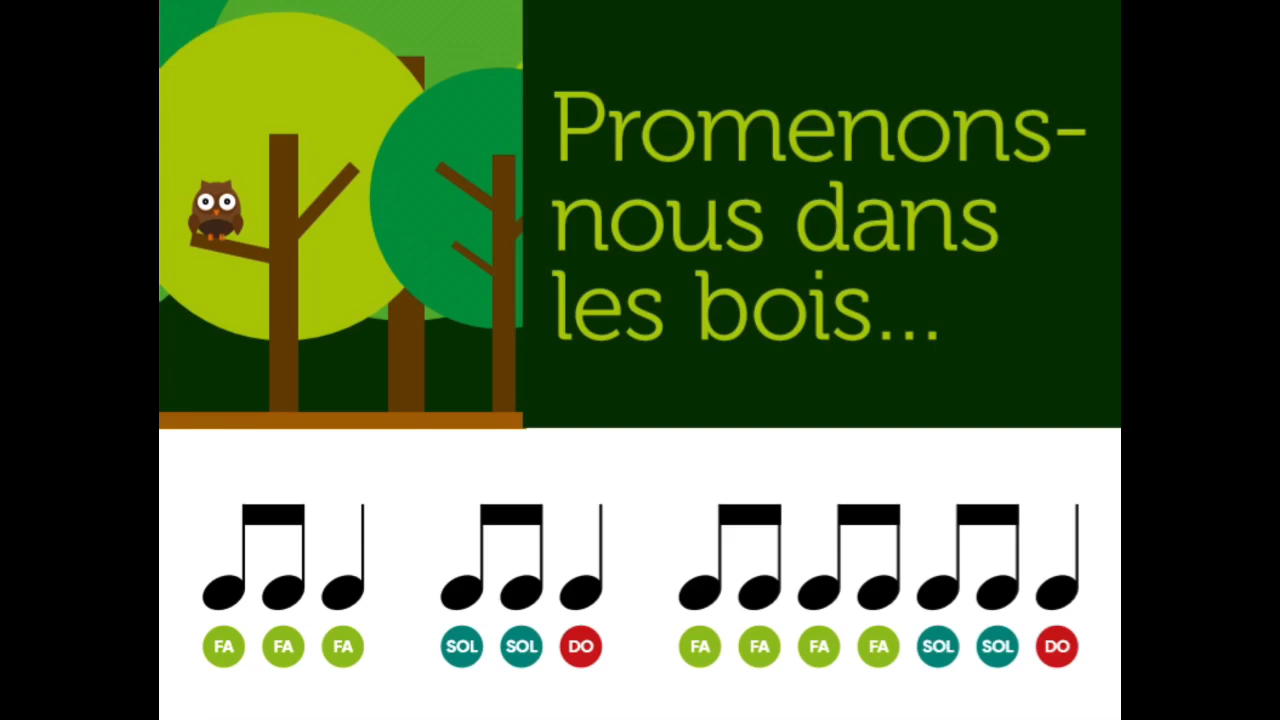 Promenons-
nous dans
les bois...
FA FA FA SOL SOL DO FA FA FA FA SOL SOL DO